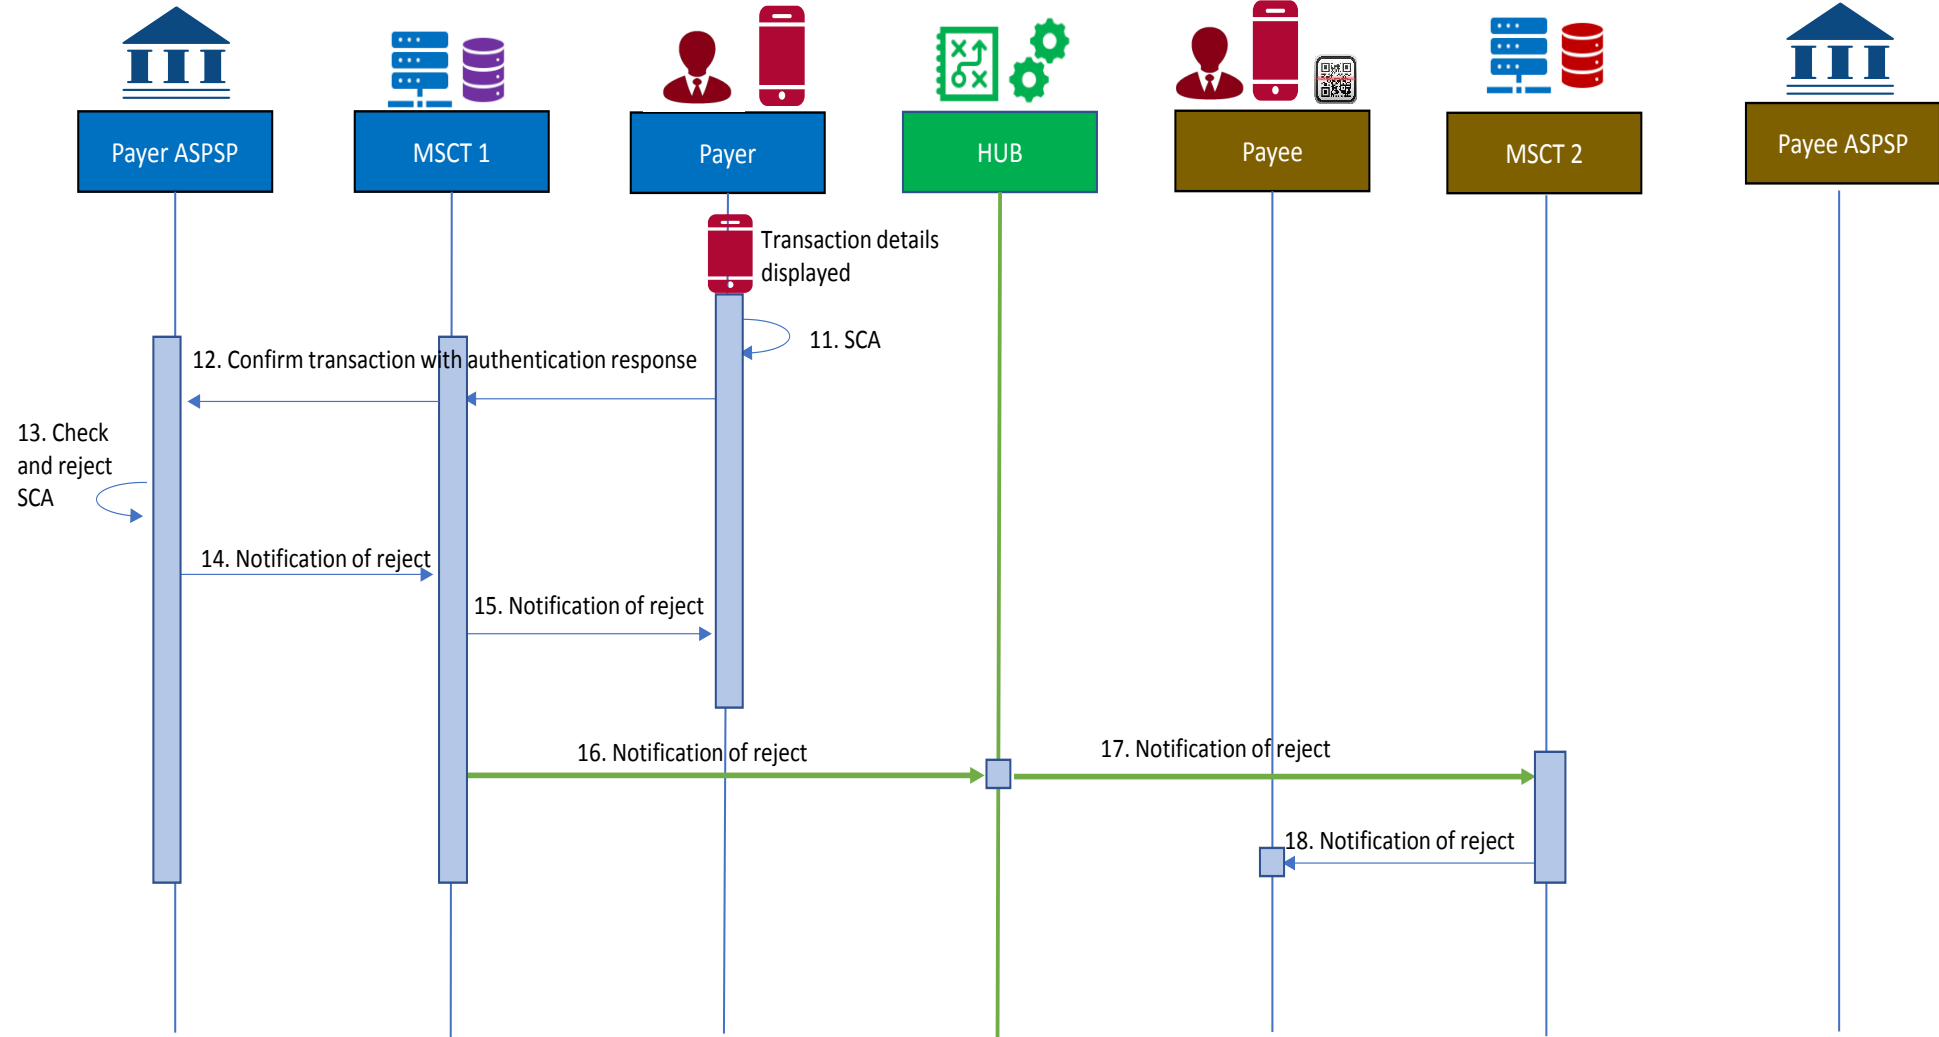 Payer ASPSP
MSCT 1
Payer
HUB
Payee
MSCT 2
Payee ASPSP
Transaction details
displayed
11. SCA
12. Confirm transaction with authentication response
13. Check
and reject
SCA
14. Notification of reject
15. Notification of reject
16. Notification of reject
17. Notification of reject
18. Notification of reject